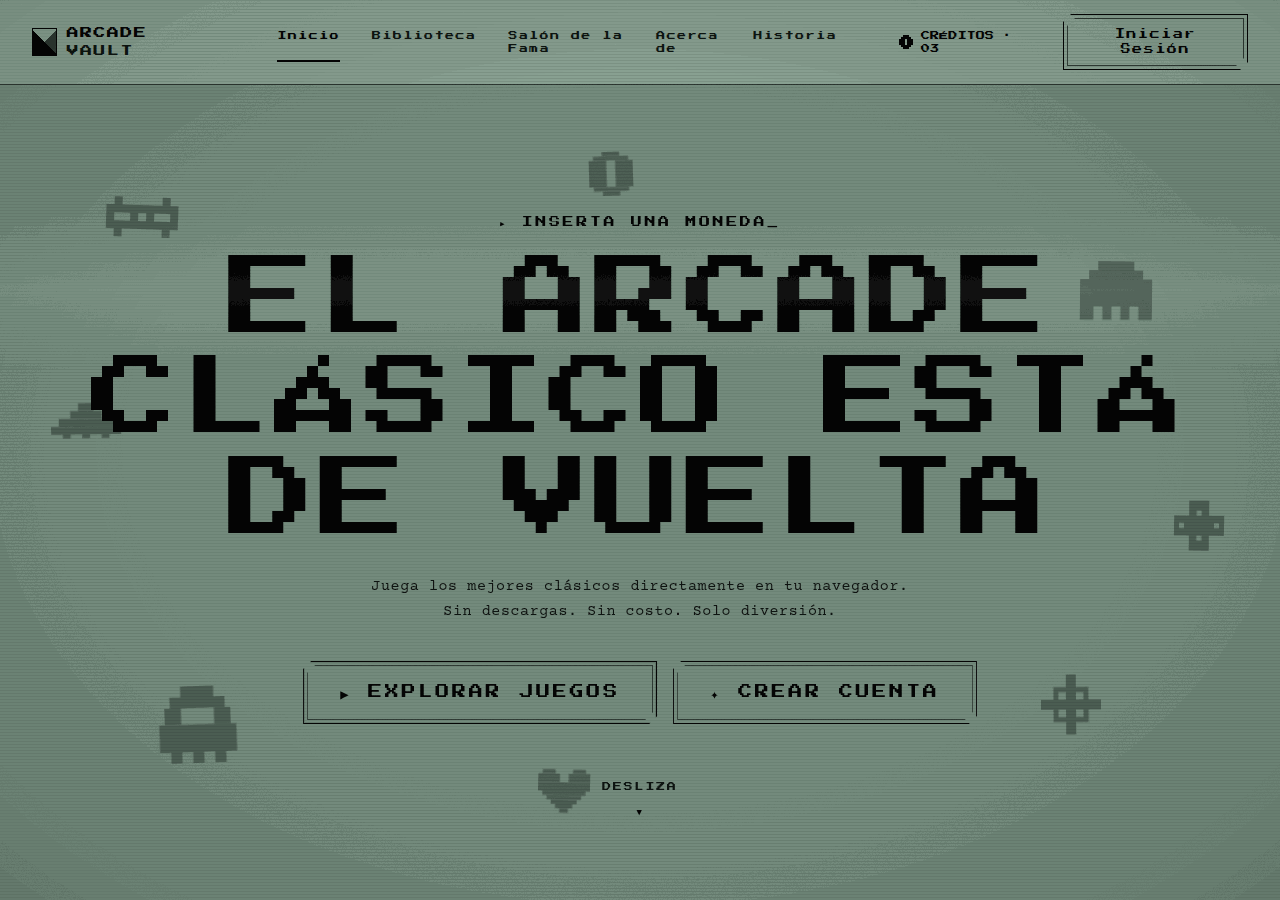 ARCADE
VAULT
Inicio
Biblioteca
Salón de la
Fama
Acerca
de
Historia
CRÉDITOS ·
03
Iniciar
Sesión
▸ INSERTA UNA MONEDA_
EL ARCADE
CLÁSICO ESTÁ
DE VUELTA
Juega los mejores clásicos directamente en tu navegador.
Sin descargas. Sin costo. Solo diversión.
▶ EXPLORAR JUEGOS
✦ CREAR CUENTA
DESLIZA
▼